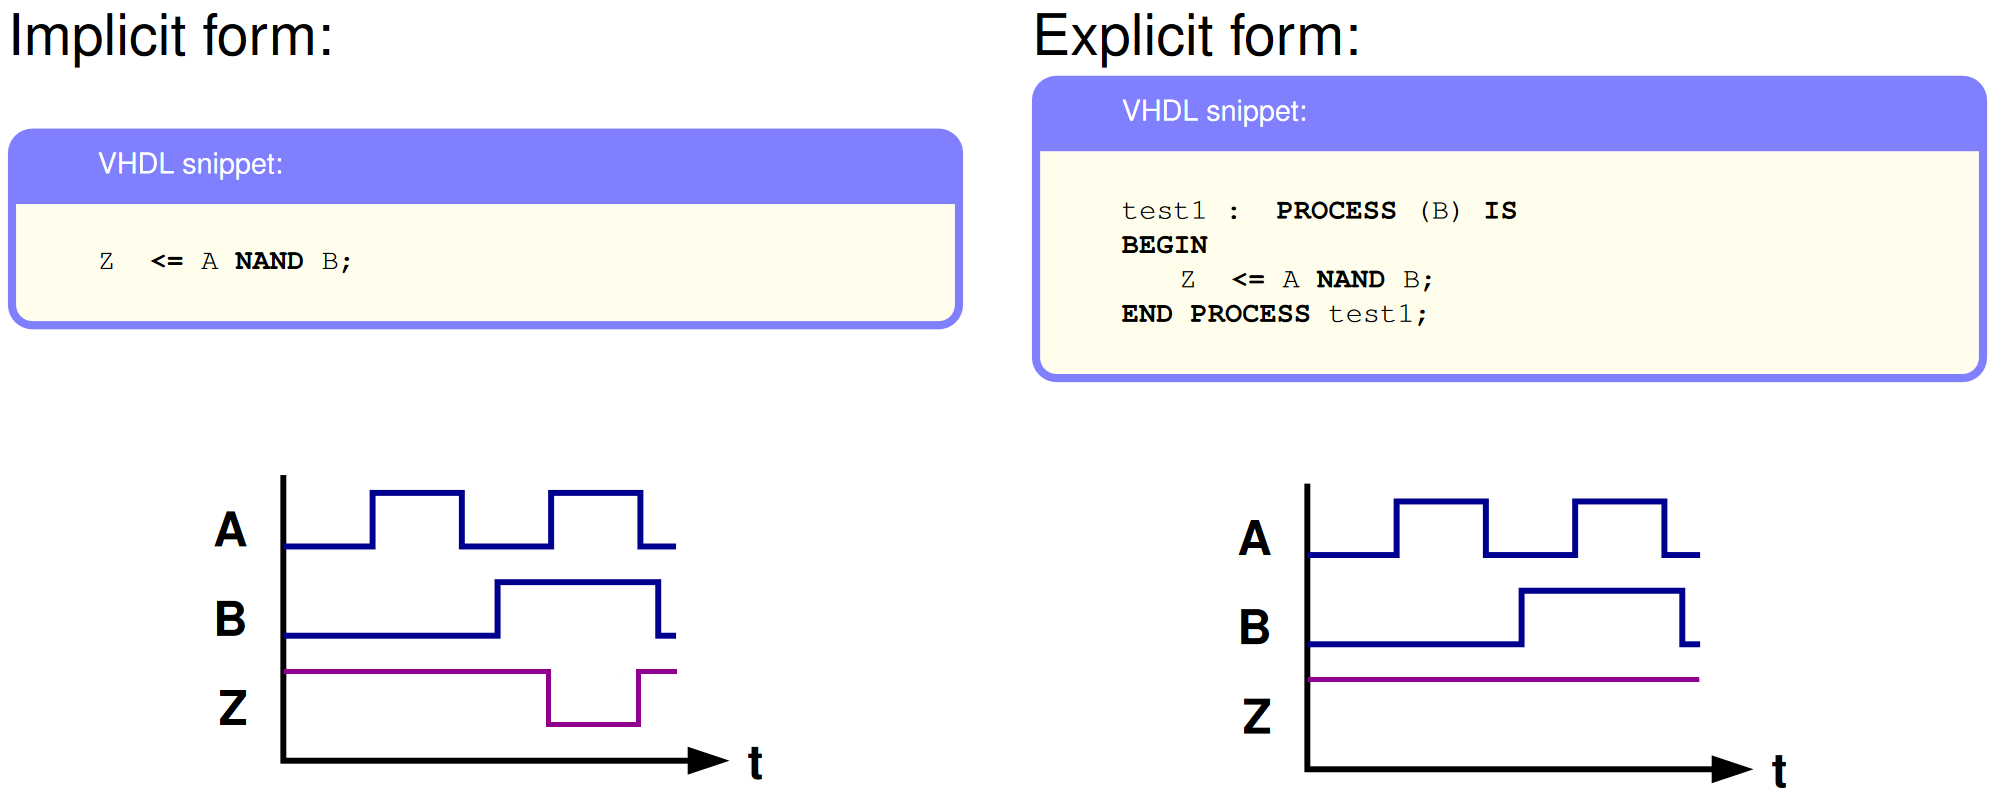 Implicit form:
VHDL snippet:
Z <= A NAND B;
A
B
Z
t
Explicit form:
VHDL snippet:
test1 : PROCESS (B) IS
BEGIN
Z <= A NAND B;
END PROCESS test1;
A
B
Z
t